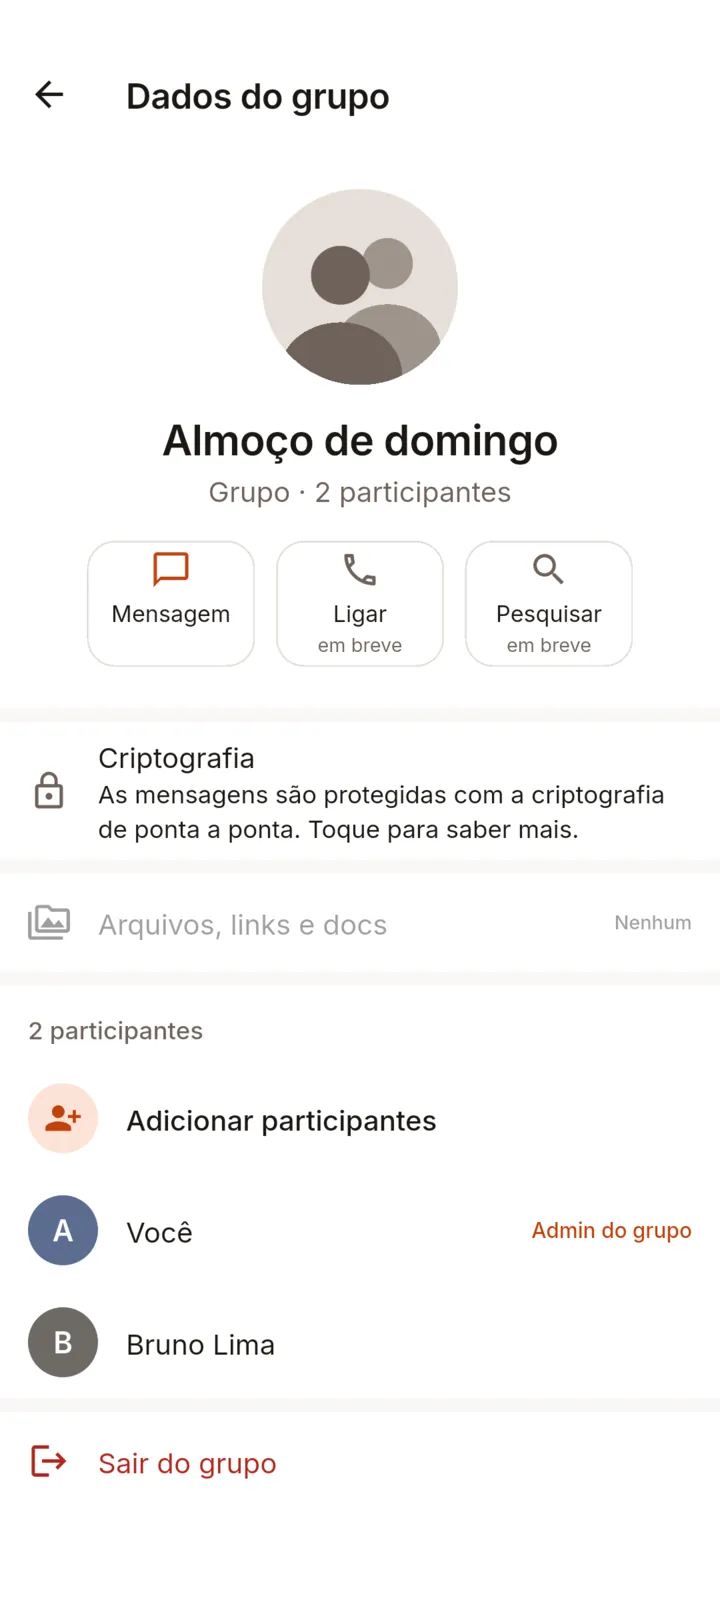 Dados do grupo
Almoço de domingo
Grupo · 2 participantes
Mensagem
Ligar
em breve
Pesquisar
em breve
Criptografia
As mensagens são protegidas com a criptografia
de ponta a ponta. Toque para saber mais.
Arquivos, links e docs
Nenhum
2 participantes
Adicionar participantes
A
Você
Admin do grupo
B
Bruno Lima
Sair do grupo